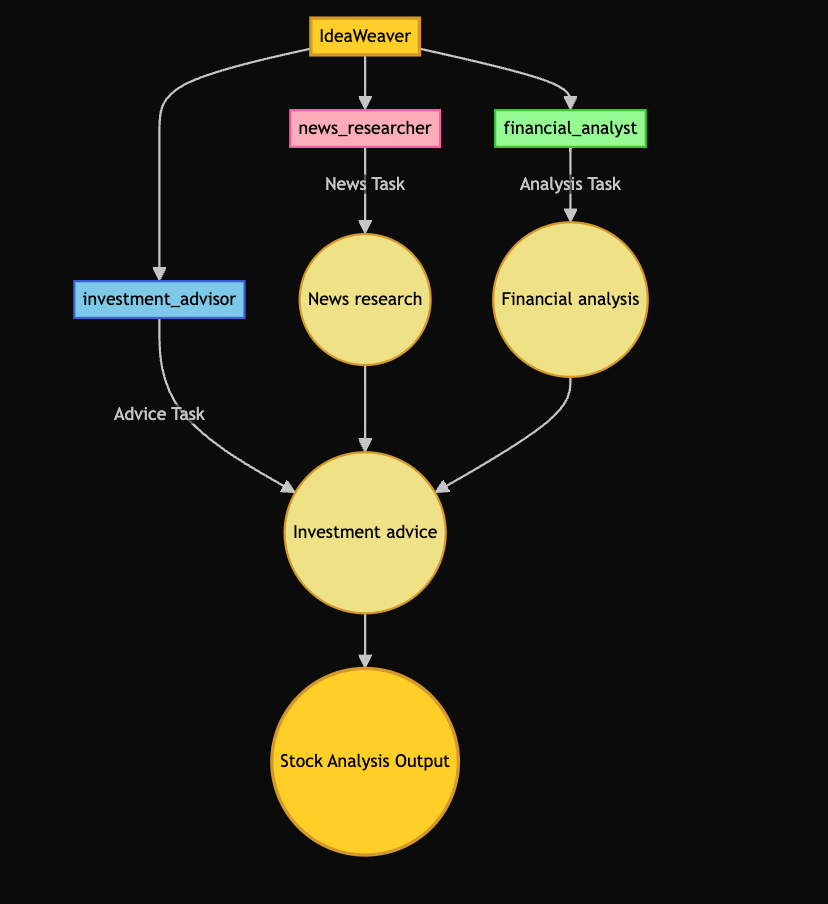 IdeaWeaver
news_researcher
financial_analyst
News Task
Analysis Task
investment_advisor
News research
Financial analysis
Advice Task
Investment advice
Stock Analysis Output